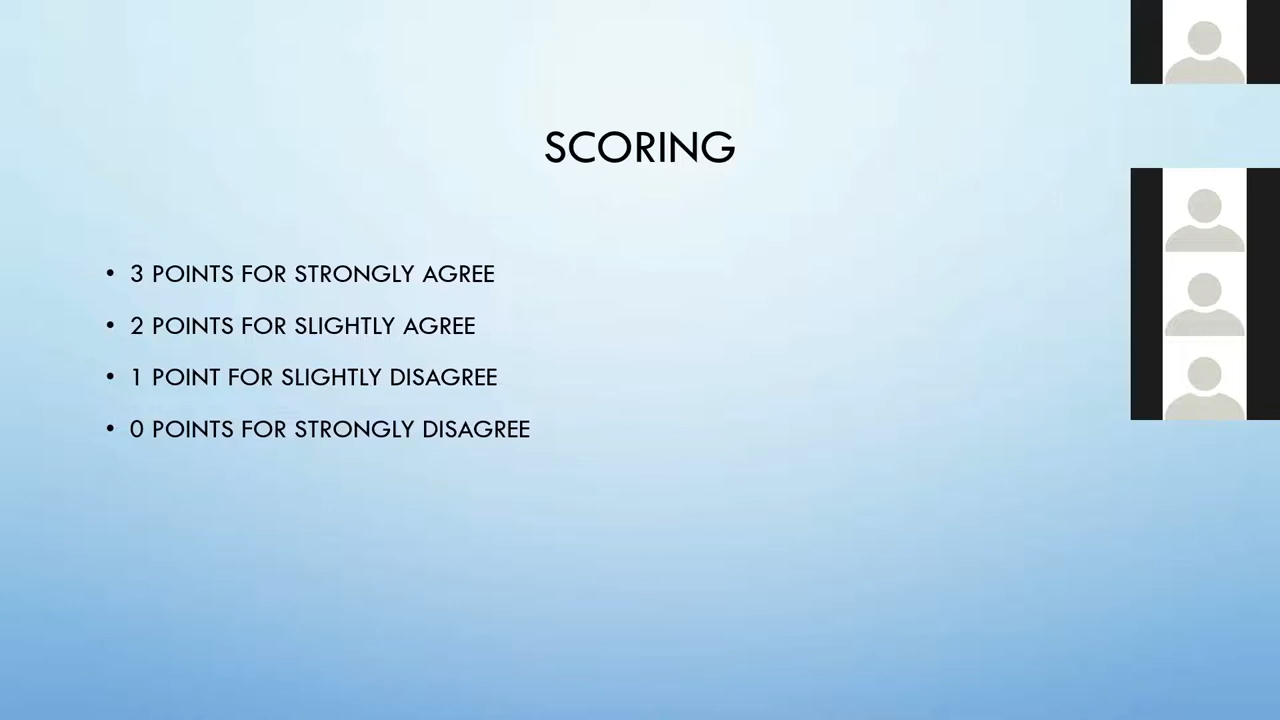 SCORING
• 3 POINTS FOR STRONGLY AGREE
• 2 POINTS FOR SLIGHTLY AGREE
• 1 POINT FOR SLIGHTLY DISAGREE
• 0 POINTS FOR STRONGLY DISAGREE